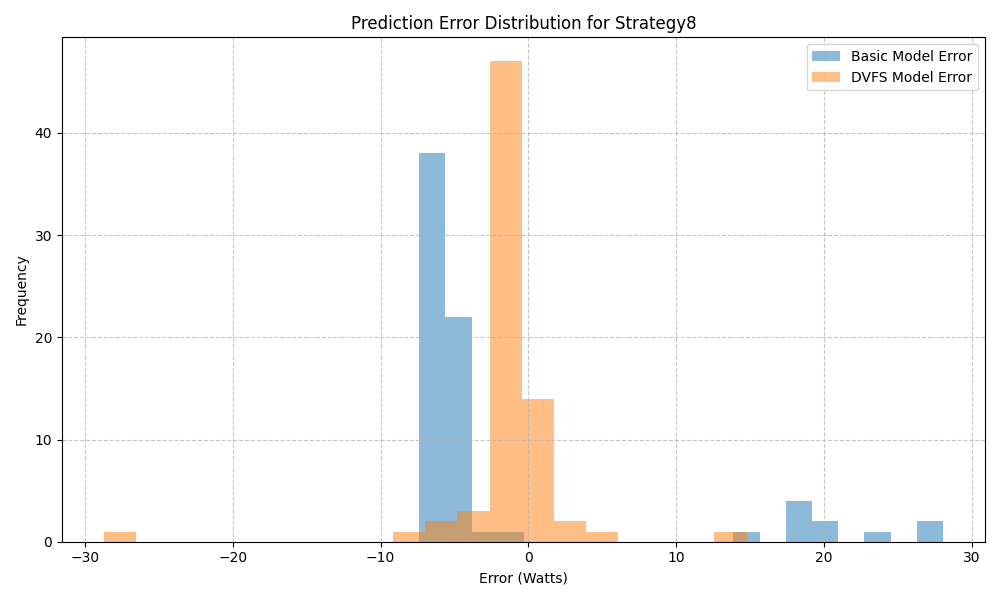 Prediction Error Distribution for Strategy8
Basic Model Error
DVFS Model Error
Frequency
40
30
20
10
0
−30
−20
−10
0
10
20
30
Error (Watts)